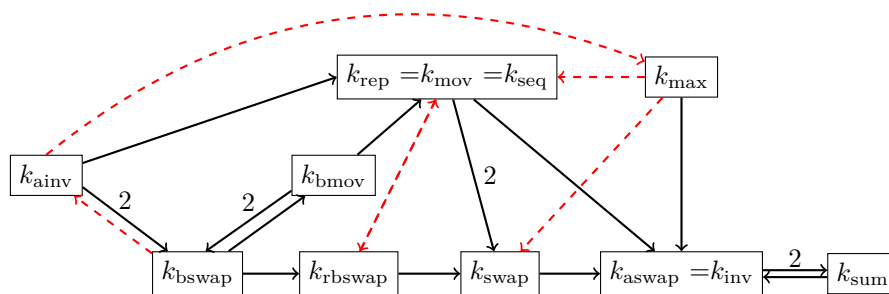 k_rep = k_mov = k_seq
k_max
k_ainv
2
2
k_bmov
2
k_bswap
k_rbswap
k_swap
k_aswap = k_inv
2
k_sum